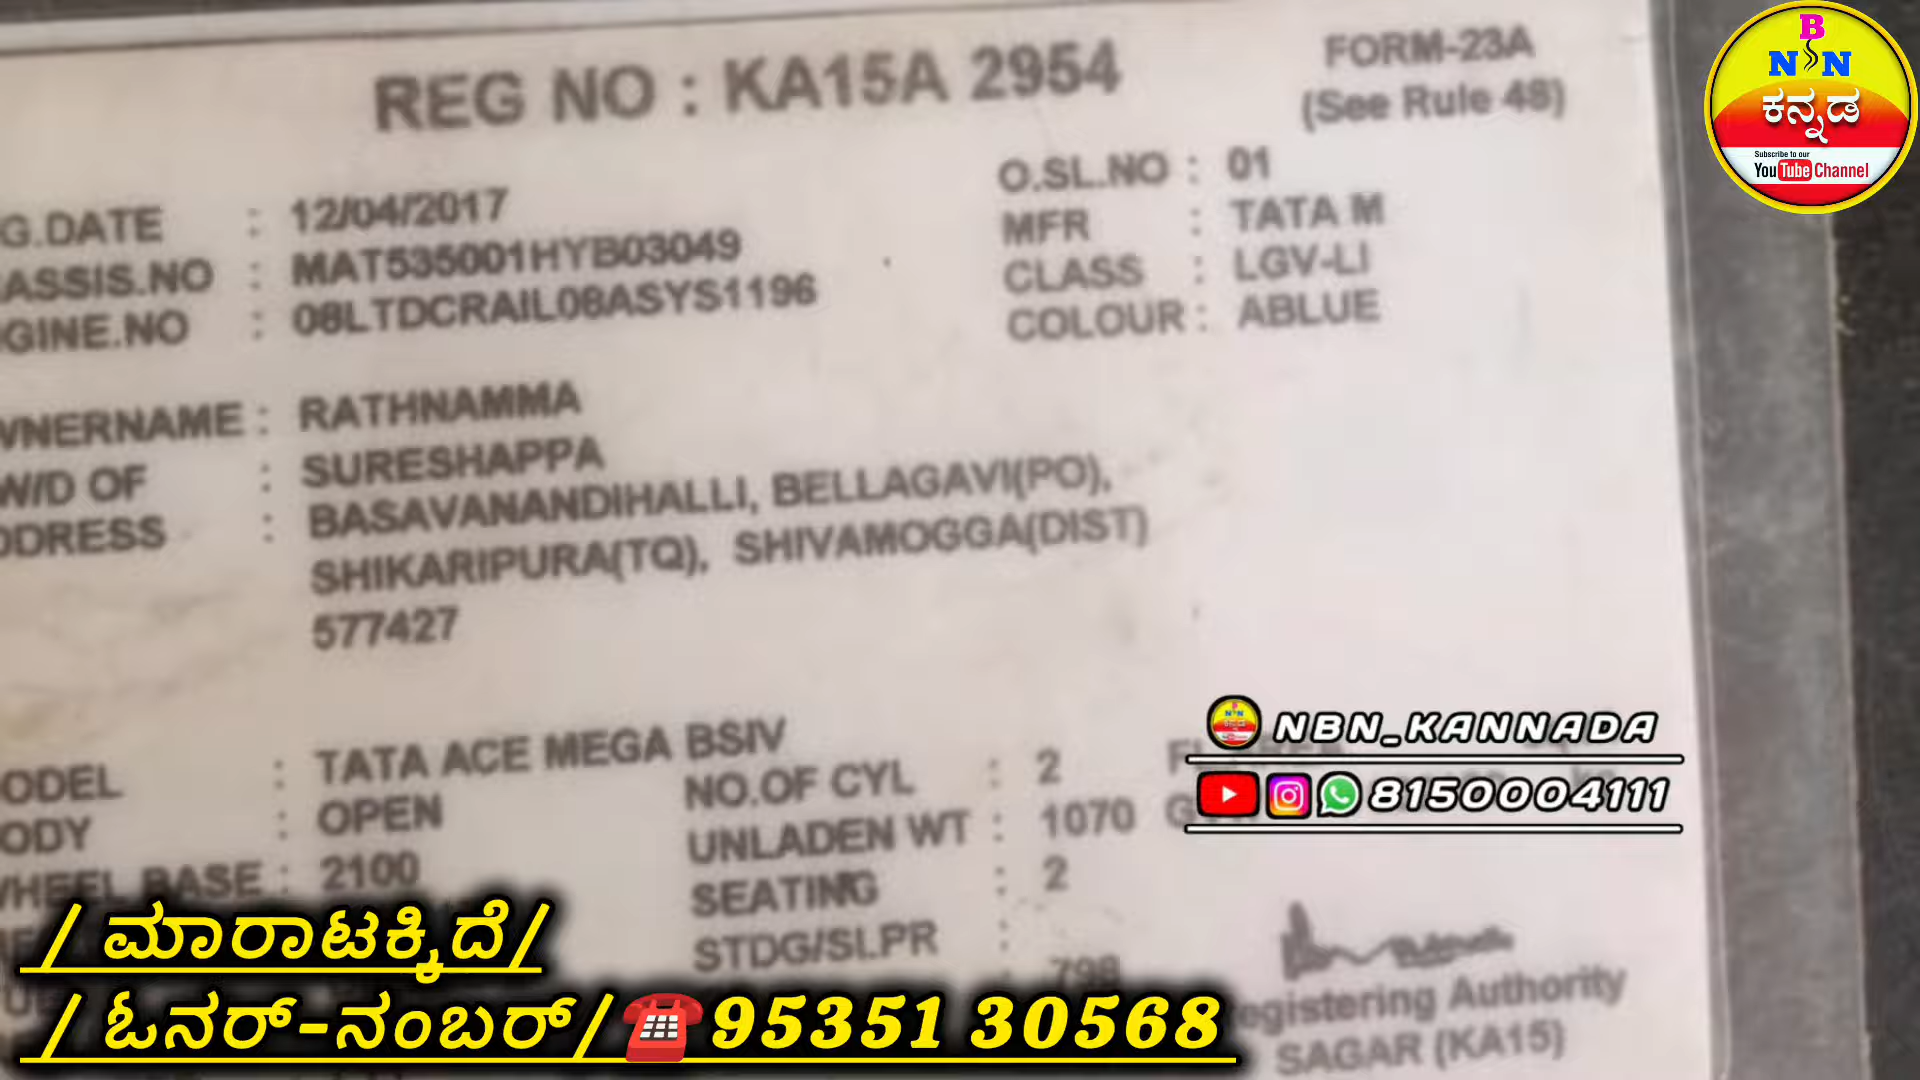 REG NO : KA15A 2954
FORM-23A
(See Rule 48)
B
N N
ಕನ್ನಡ
Subscribe to our
YouTube Channel
G.DATE : 12/04/2017
O.SL.NO : 01
ASSIS.NO : MAT535001HYB03049
MFR : TATA M
GINE.NO : 08LTDCRAIL08ASYS1196
CLASS : LGV-LI
COLOUR : ABLUE
WNERNAME : RATHNAMMA
W/D OF : SURESHAPPA
DDRESS : BASAVANANDIHALLI, BELLAGAVI(PO),
SHIKARIPURA(TQ), SHIVAMOGGA(DIST)
577427
ODEL : TATA ACE MEGA BSIV
ODY : OPEN
NO.OF CYL : 2
WHEEL BASE : 2100
UNLADEN WT : 1070
SEATING : 2
STDG/SLPR :
798
NBN_KANNADA
8150004111
/ ಮಾರಾಟಕ್ಕಿದೆ/
/ ಓನರ್-ನಂಬರ್/☎95351 30568
egistering Authority
SAGAR (KA15)